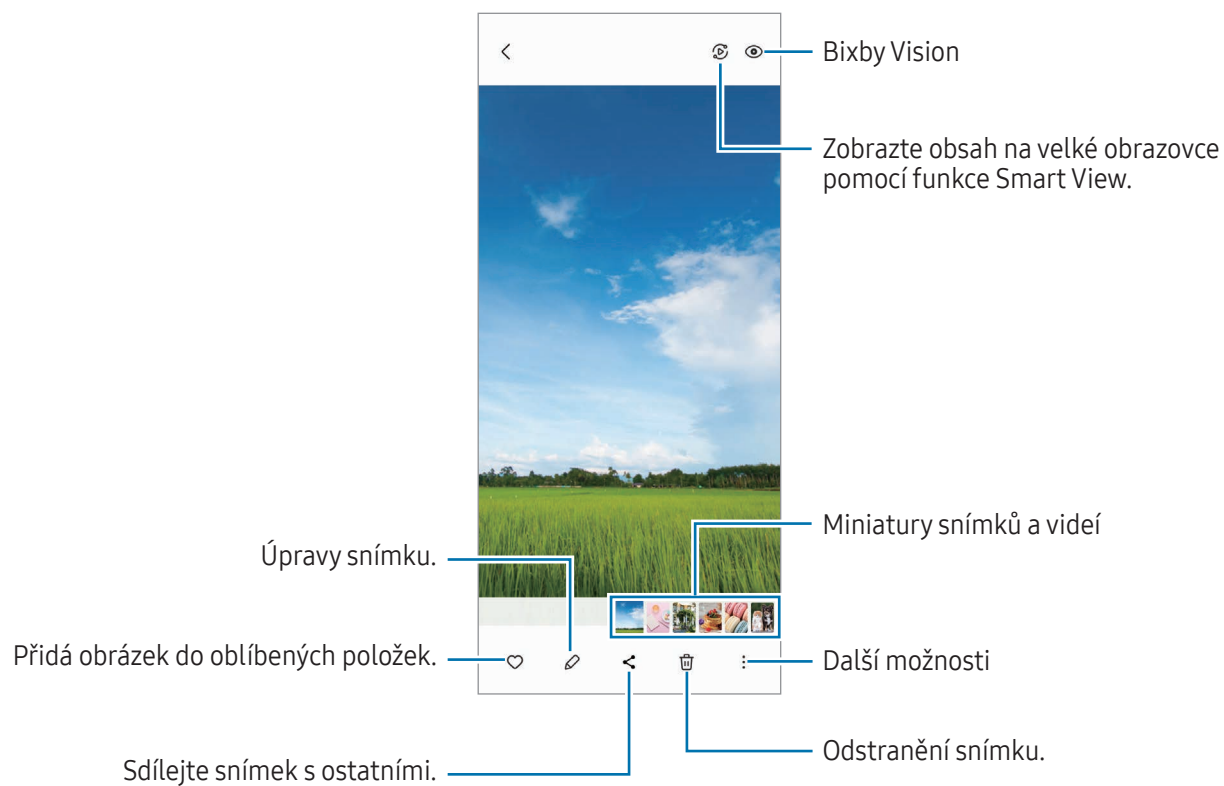 Bixby Vision
Zobrazte obsah na velké obrazovce
pomocí funkce Smart View.
Miniatury snímků a videí
Úpravy snímku.
Přidá obrázek do oblíbených položek.
Další možnosti
Odstranění snímku.
Sdílejte snímek s ostatními.